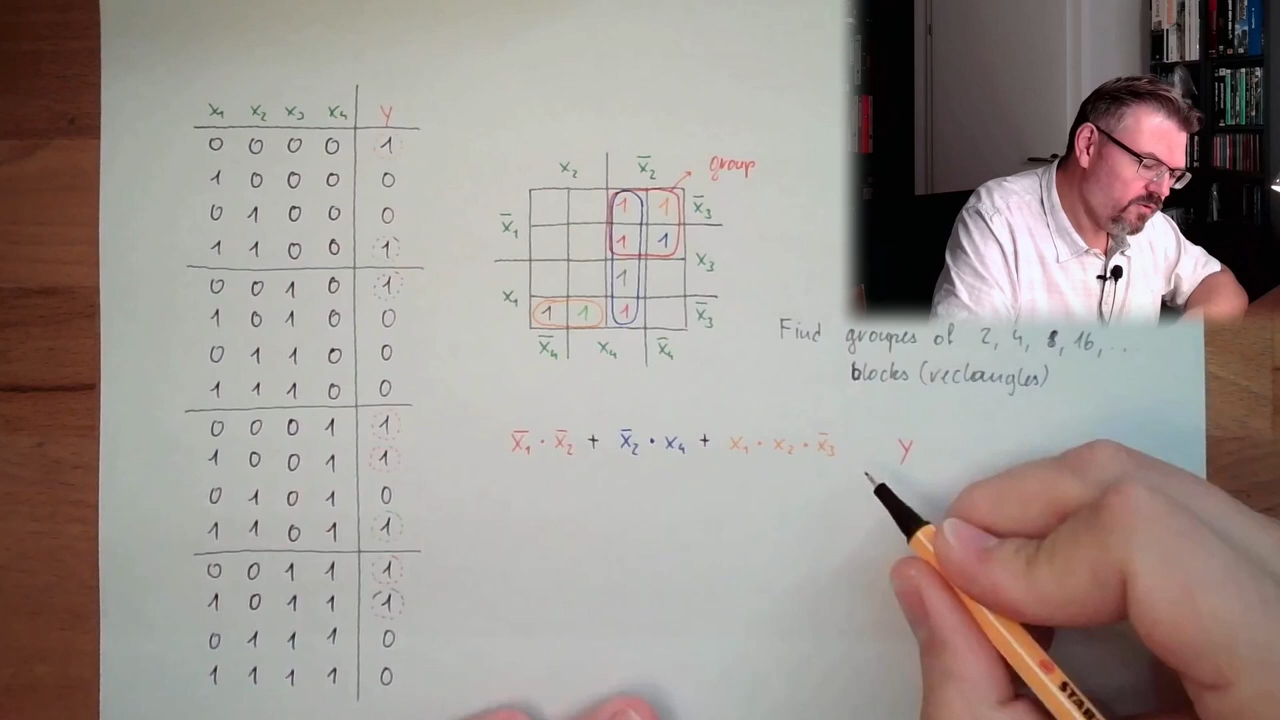 x₁ x₂ x₃ x₄ y
0 0 0 0 1
1 0 0 0 0
0 1 0 0 0
1 1 0 0 1
0 0 1 0 1
1 0 1 0 0
0 1 1 0 0
1 1 1 0 0
0 0 0 1 1
1 0 0 1 1
0 1 0 1 0
1 1 0 1 1
0 0 1 1 1
1 0 1 1 1
0 1 1 1 0
1 1 1 1 0
x₂ x̄₂ group
1 1 x̄₃
x̄₁
1 1
x₃
1
x₁
1 1 1 x̄₃
x̄₄ x₄ x̄₄
Find groupes of 2, 4, 8, 16, ...
blocks (rectangles)
x̄₁ · x̄₂ + x̄₂ · x₄ + x₁ · x₂ · x̄₃ y
STAB